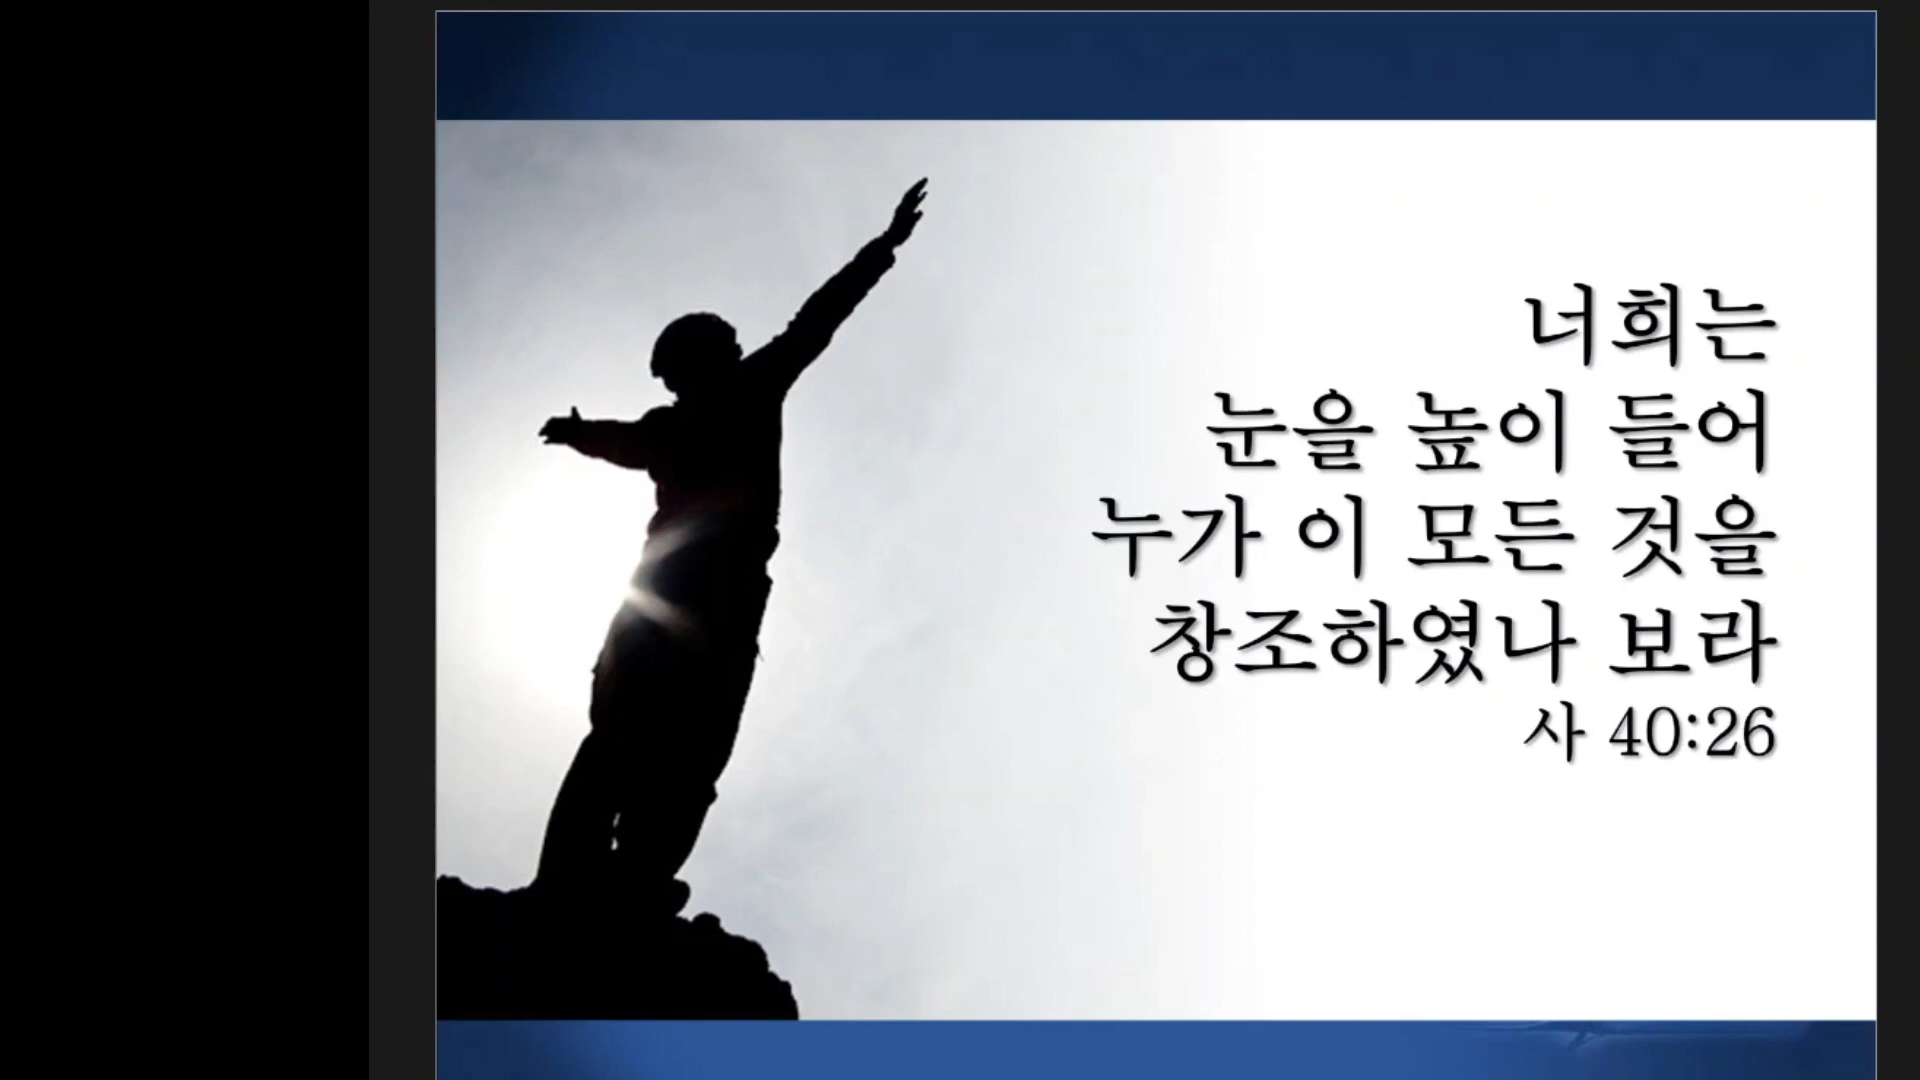 너희는
눈을 높이 들어
누가 이 모든 것을
창조하였나 보라
사 40:26